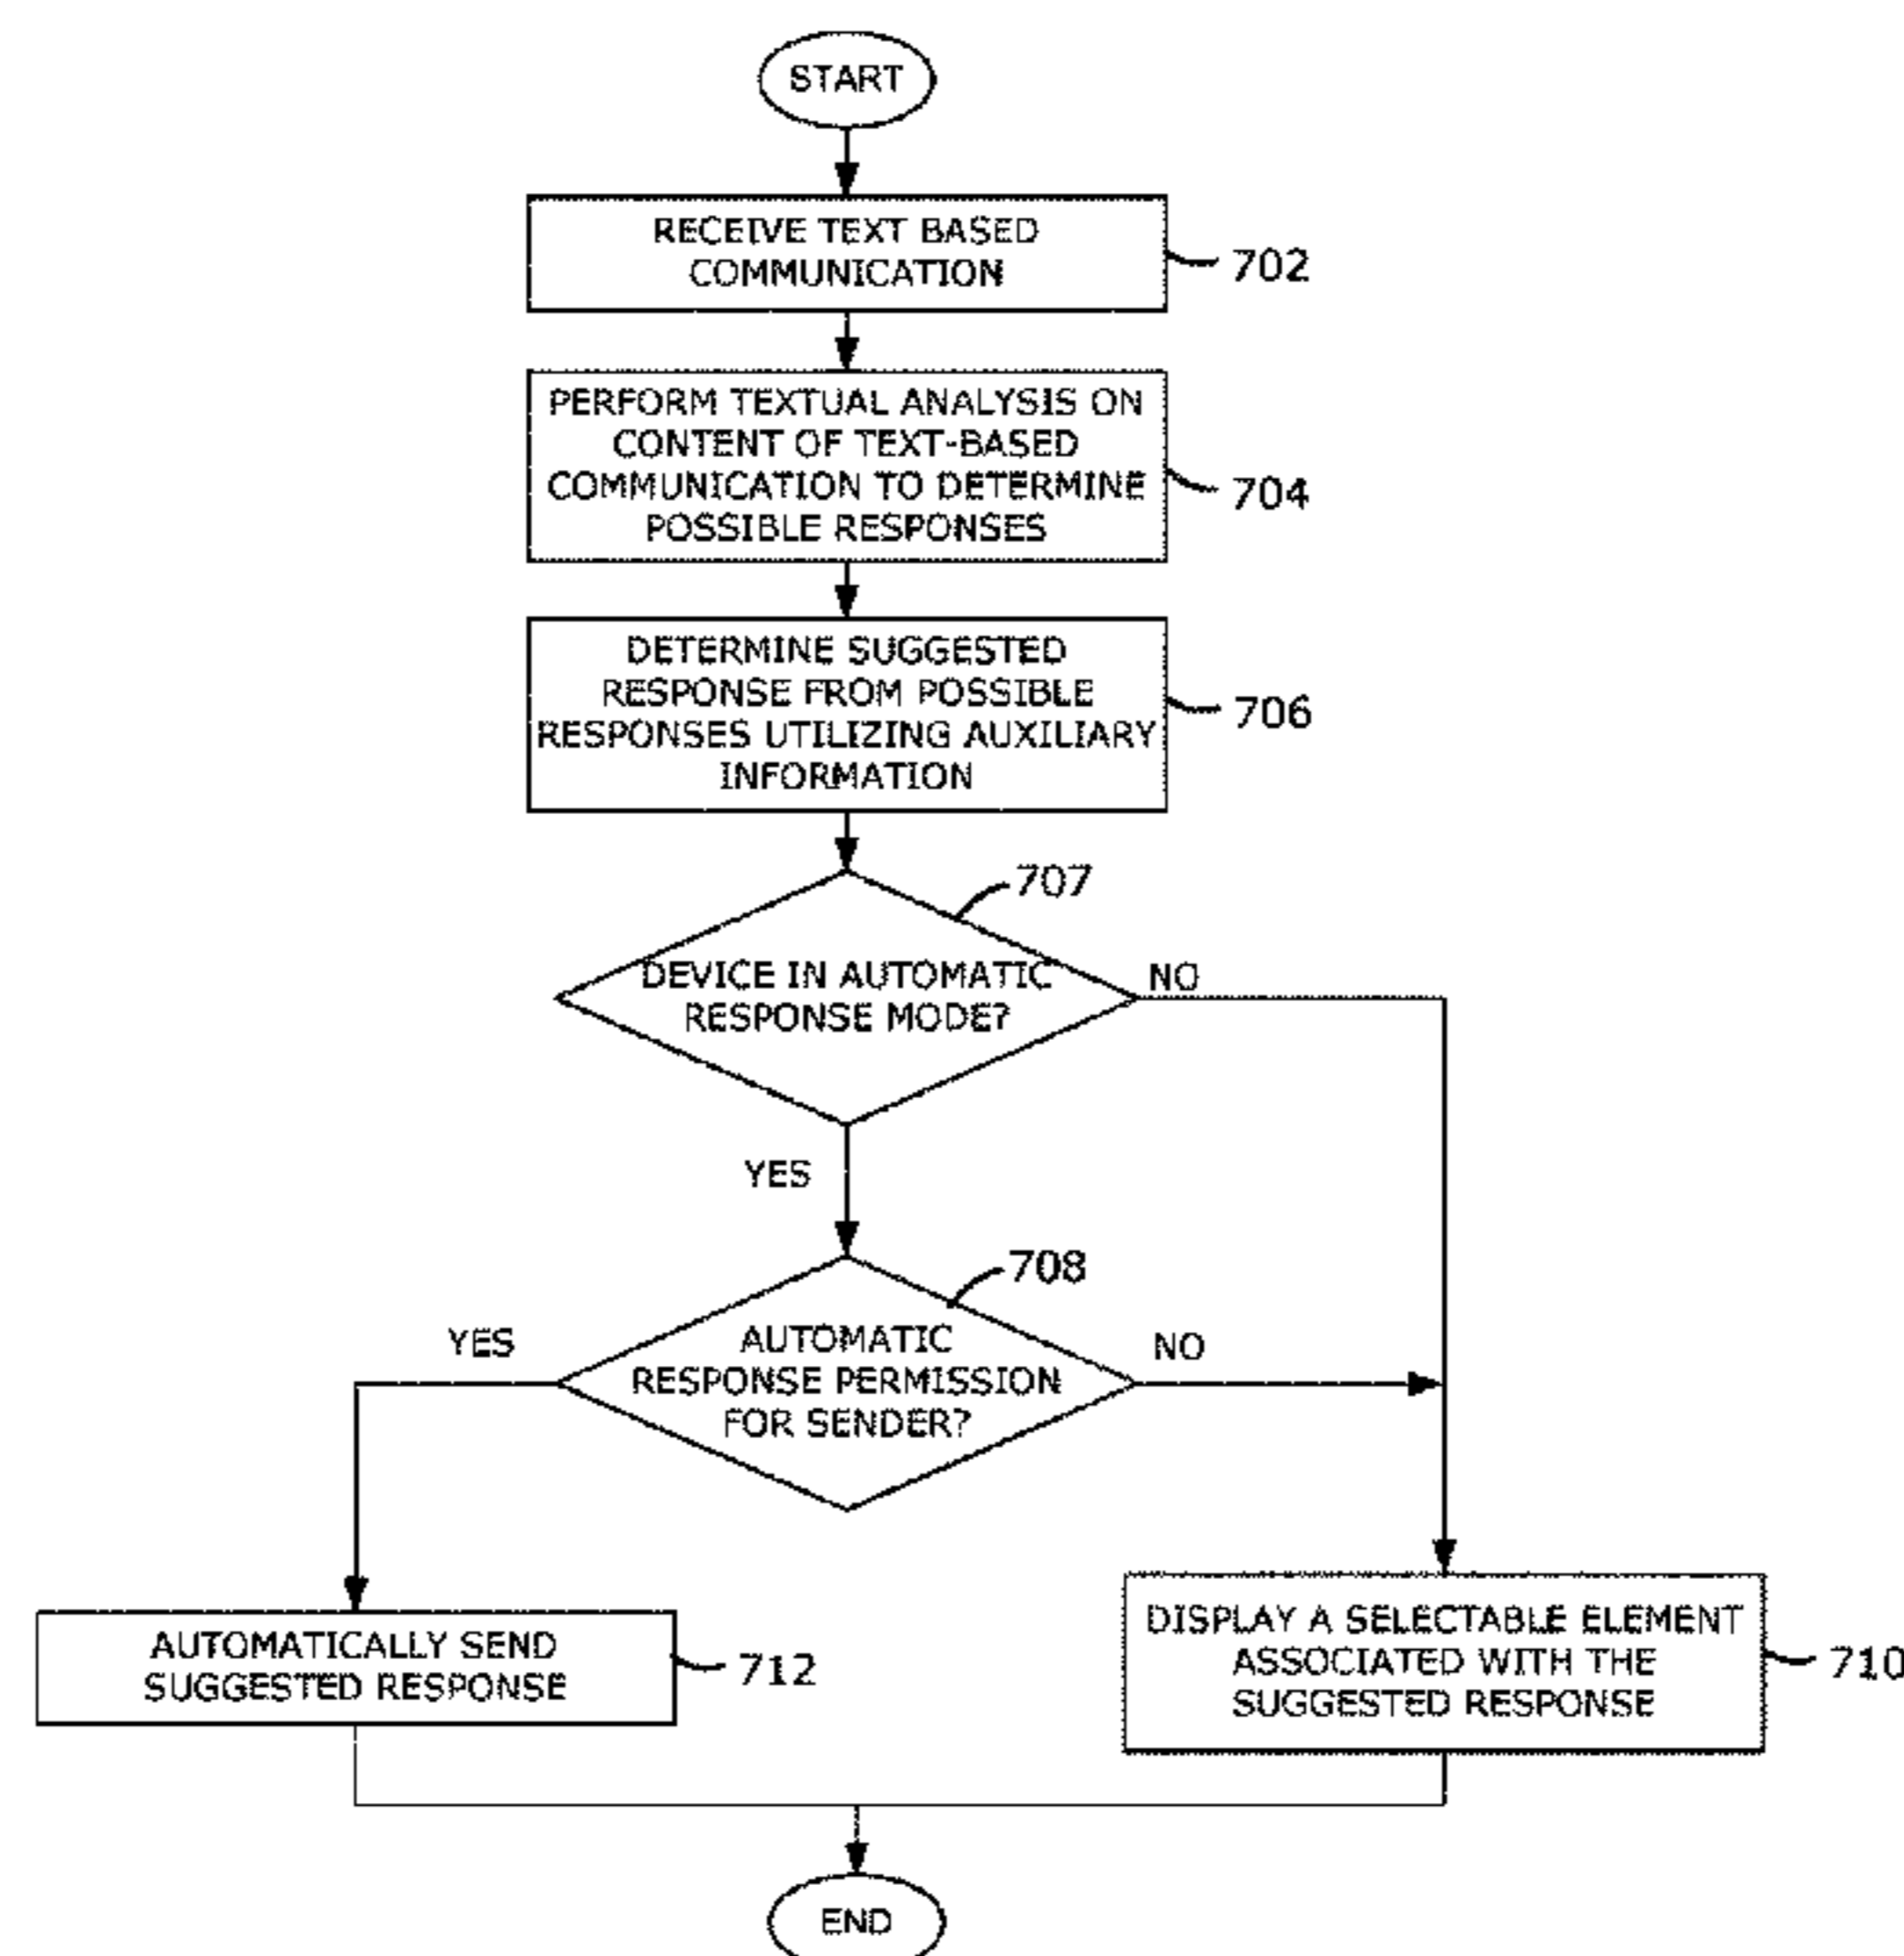 START
RECEIVE TEXT BASED
COMMUNICATION
702
PERFORM TEXTUAL ANALYSIS ON
CONTENT OF TEXT-BASED
COMMUNICATION TO DETERMINE
POSSIBLE RESPONSES
704
DETERMINE SUGGESTED
RESPONSE FROM POSSIBLE
RESPONSES UTILIZING AUXILIARY
INFORMATION
706
707
DEVICE IN AUTOMATIC
RESPONSE MODE?
NO
YES
708
AUTOMATIC
RESPONSE PERMISSION
FOR SENDER?
YES
NO
AUTOMATICALLY SEND
SUGGESTED RESPONSE
712
DISPLAY A SELECTABLE ELEMENT
ASSOCIATED WITH THE
SUGGESTED RESPONSE
710
END